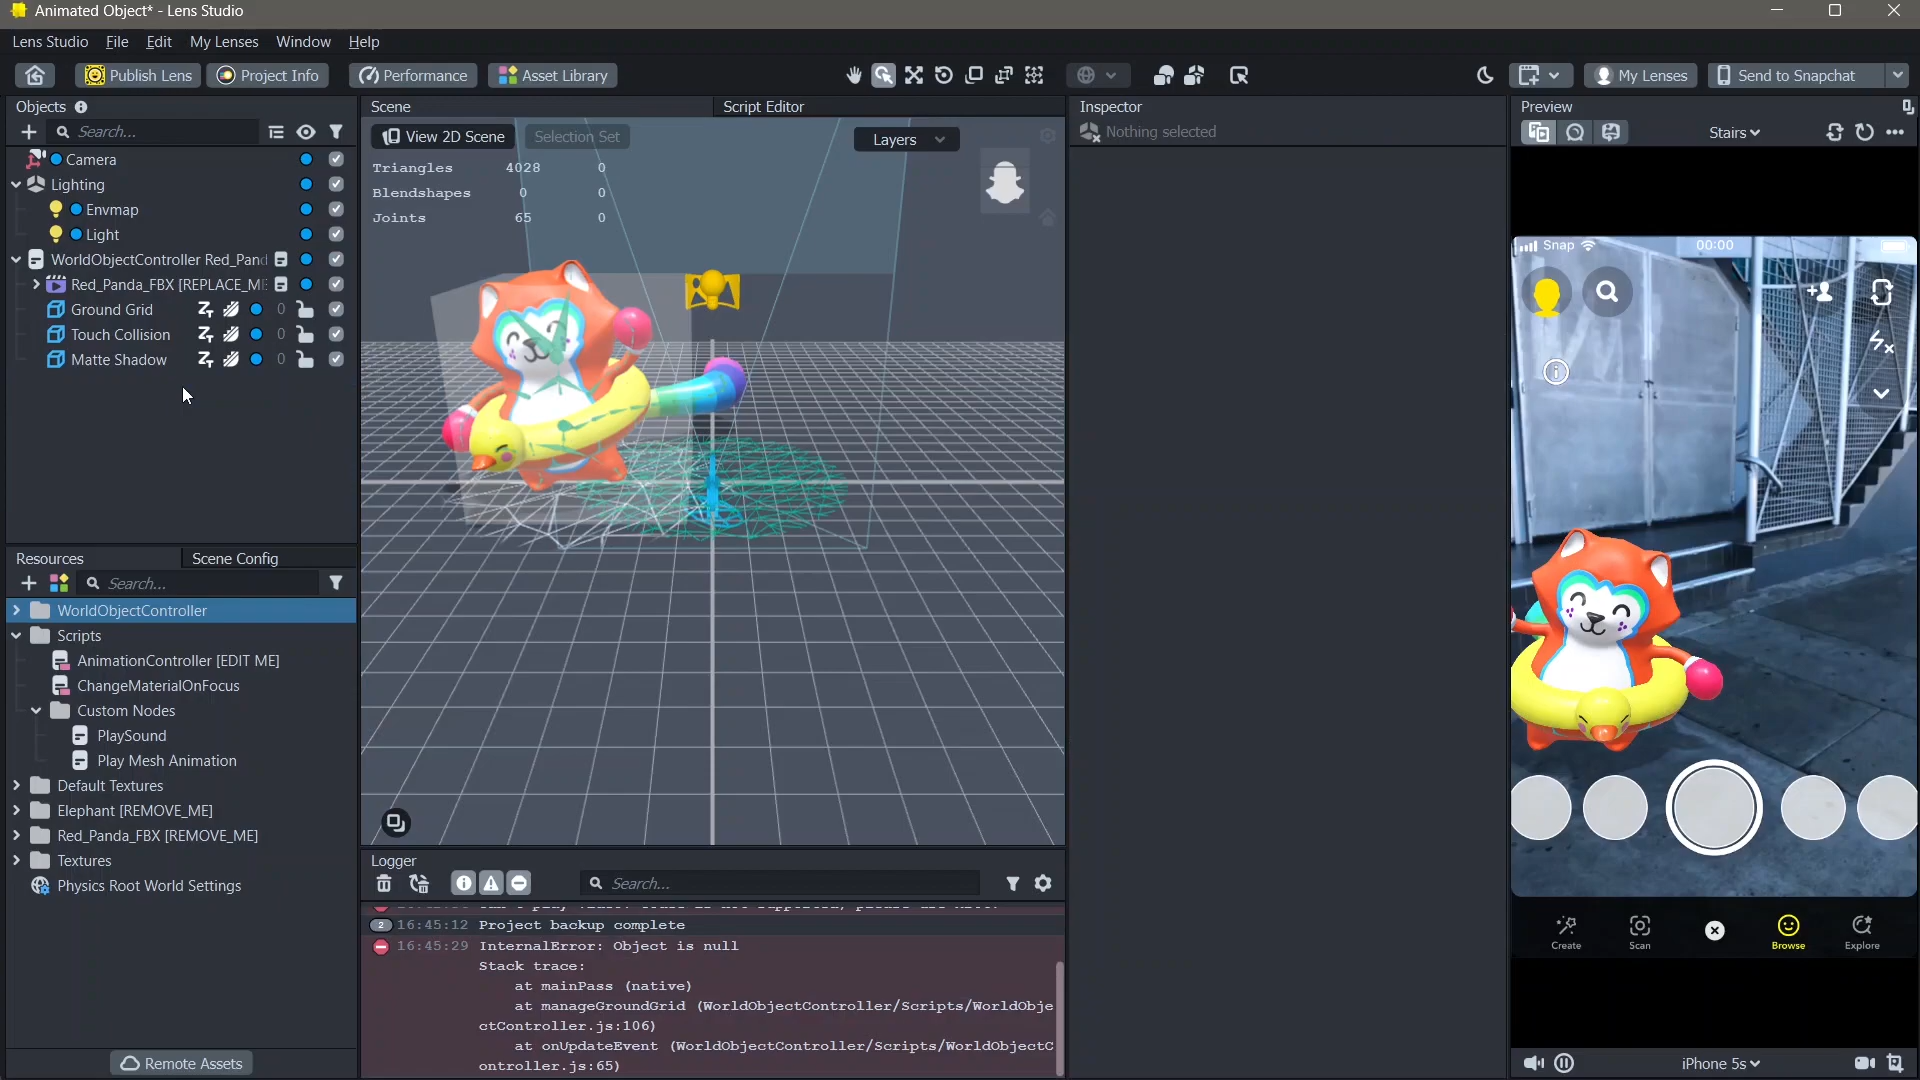 Animated Object* - Lens Studio
Lens Studio File Edit My Lenses Window Help
Publish Lens Project Info Performance Asset Library My Lenses Send to Snapchat
Objects
Search...
Camera
Lighting
Envmap
Light
WorldObjectController Red_Pand
Red_Panda_FBX [REPLACE_ME
Ground Grid 0
Touch Collision 0
Matte Shadow 0
Resources Scene Config
Search...
WorldObjectController
Scripts
AnimationController [EDIT ME]
ChangeMaterialOnFocus
Custom Nodes
PlaySound
Play Mesh Animation
Default Textures
Elephant [REMOVE_ME]
Red_Panda_FBX [REMOVE_ME]
Textures
Physics Root World Settings
Remote Assets
Scene Script Editor
View 2D Scene Selection Set Layers
Triangles 4028 0
Blendshapes 0 0
Joints 65 0
Logger
Search...
2 16:45:12 Project backup complete
16:45:29 InternalError: Object is null
Stack trace:
at mainPass (native)
at manageGroundGrid (WorldObjectController/Scripts/WorldObje
ctController.js:106)
at onUpdateEvent (WorldObjectController/Scripts/WorldObjectC
ontroller.js:65)
Inspector
Nothing selected
Preview
Stairs
Snap 00:00
Create Scan Browse Explore
iPhone 5s